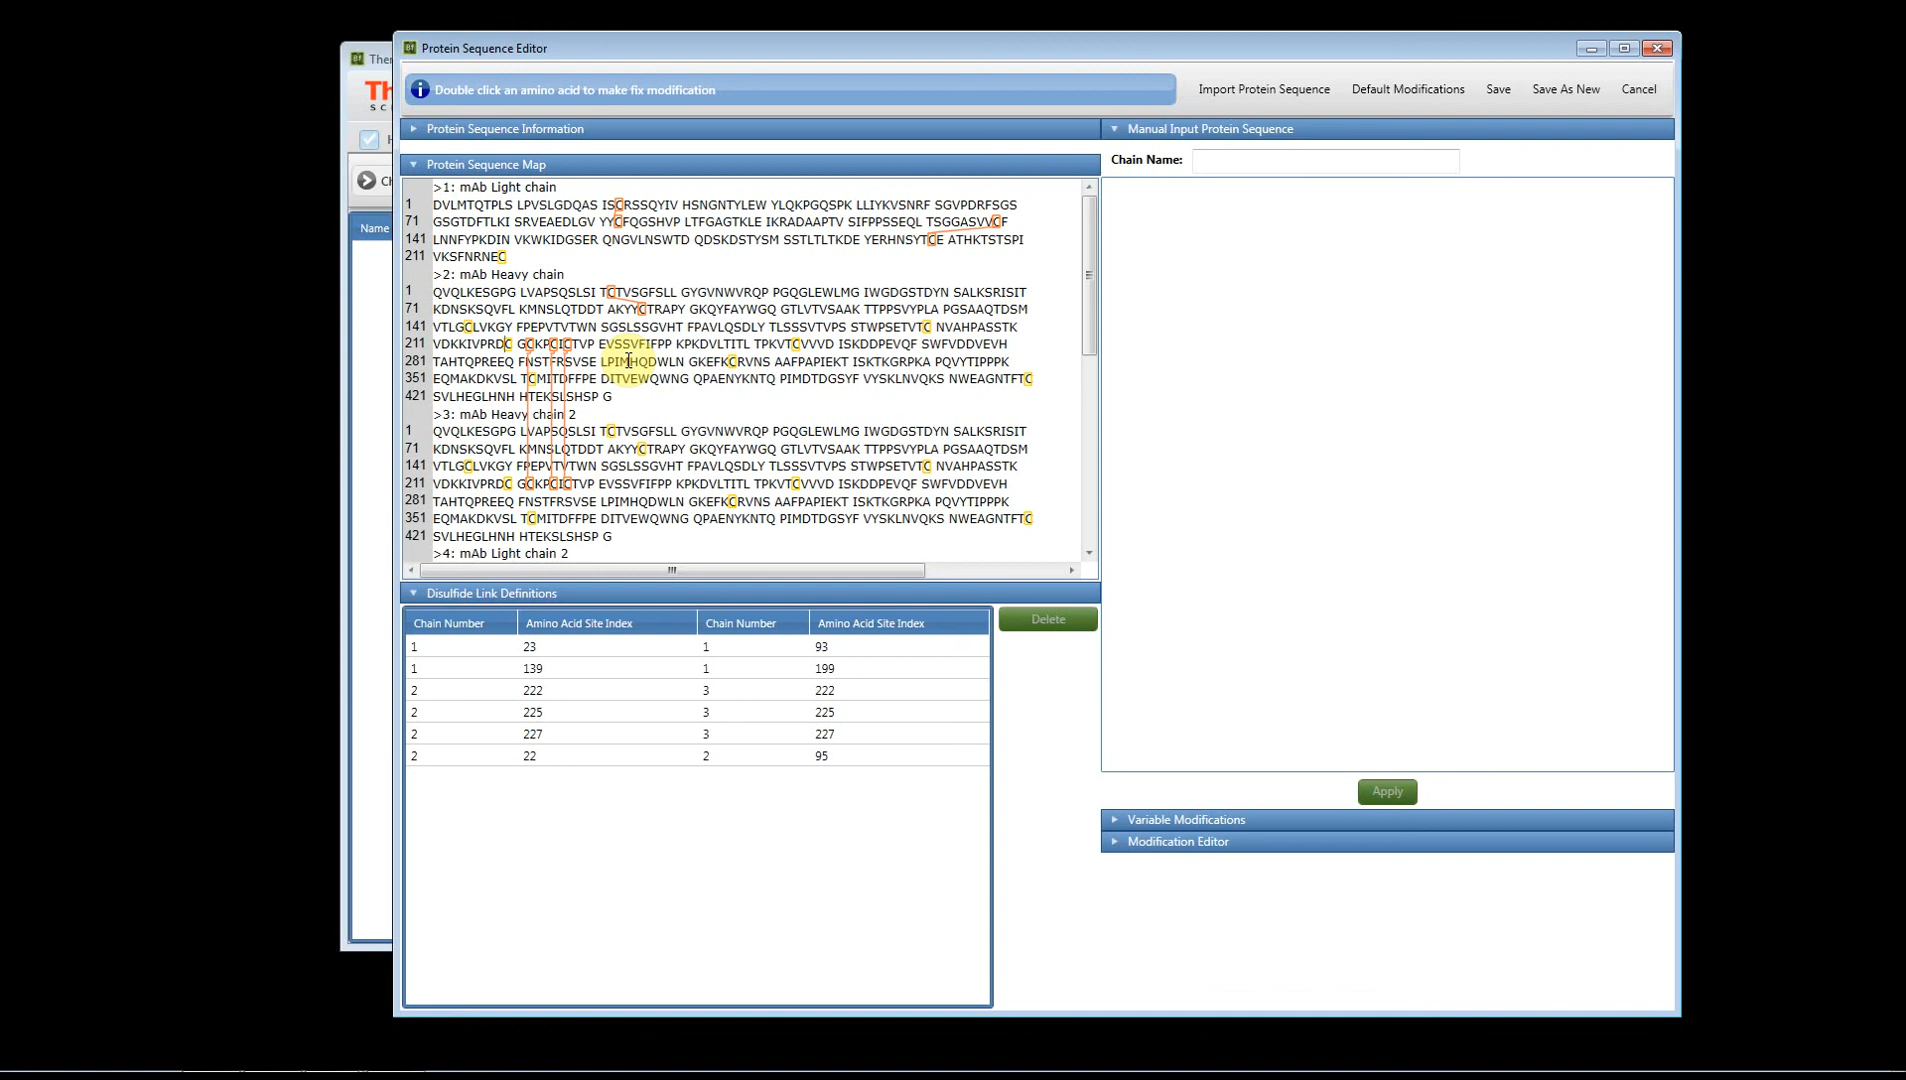 Protein Sequence Editor
Ther
Double click an amino acid to make fix modification
Import Protein Sequence
Default Modifications
Save
Save As New
Cancel
Protein Sequence Information
Manual Input Protein Sequence
Protein Sequence Map
Chain Name:
>1: mAb Light chain
1 DVLMTQTPLS LPVSLGDQAS ISCRSSQYIV HSNGNTYLEW YLQKPGQSPK LLIYKVSNRF SGVPDRFSGS
71 GSGTDFTLKI SRVEAEDLGV YYCFQGSHVP LTFGAGTKLE IKRADAAPTV SIFPPSSEQL TSGGASVVCF
141 LNNFYPKDIN VKWKIDGSER QNGVLNSWTD QDSKDSTYSM SSTLTLTKDE YERHNSYTCE ATHKTSTSPI
211 VKSFNRNEC
>2: mAb Heavy chain
1 QVQLKESGPG LVAPSQSLSI TCTVSGFSLL GYGVNWVRQP PGQGLEWLMG IWGDGSTDYN SALKSRISIT
71 KDNSKSQVFL KMNSLQTDDT AKYYCTRAPY GKQYFAYWGQ GTLVTVSAAK TTPPSVYPLA PGSAAQTDSM
141 VTLGCLVKGY FPEPVTVTWN SGSLSSGVHT FPAVLQSDLY TLSSSVTVPS STWPSETVTC NVAHPASSTK
211 VDKKIVPRDC GCKPCICTVP EVSSVFIFPP KPKDVLTITL TPKVTCVVVD ISKDDPEVQF SWFVDDVEVH
281 TAHTQPREEQ FNSTFRSVSE LPIMHQDWLN GKEFKCRVNS AAFPAPIEKT ISKTKGRPKA PQVYTIPPPK
351 EQMAKDKVSL TCMITDFFPE DITVEWQWNG QPAENYKNTQ PIMDTDGSYF VYSKLNVQKS NWEAGNTFTC
421 SVLHEGLHNH HTEKSLSHSP G
>3: mAb Heavy chain 2
1 QVQLKESGPG LVAPSQSLSI TCTVSGFSLL GYGVNWVRQP PGQGLEWLMG IWGDGSTDYN SALKSRISIT
71 KDNSKSQVFL KMNSLQTDDT AKYYCTRAPY GKQYFAYWGQ GTLVTVSAAK TTPPSVYPLA PGSAAQTDSM
141 VTLGCLVKGY FPEPVTVTWN SGSLSSGVHT FPAVLQSDLY TLSSSVTVPS STWPSETVTC NVAHPASSTK
211 VDKKIVPRDC GCKPCICTVP EVSSVFIFPP KPKDVLTITL TPKVTCVVVD ISKDDPEVQF SWFVDDVEVH
281 TAHTQPREEQ FNSTFRSVSE LPIMHQDWLN GKEFKCRVNS AAFPAPIEKT ISKTKGRPKA PQVYTIPPPK
351 EQMAKDKVSL TCMITDFFPE DITVEWQWNG QPAENYKNTQ PIMDTDGSYF VYSKLNVQKS NWEAGNTFTC
421 SVLHEGLHNH HTEKSLSHSP G
>4: mAb Light chain 2
Name
Disulfide Link Definitions
Delete
Chain Number Amino Acid Site Index Chain Number Amino Acid Site Index
1 23 1 93
1 139 1 199
2 222 3 222
2 225 3 225
2 227 3 227
2 22 2 95
Apply
Variable Modifications
Modification Editor